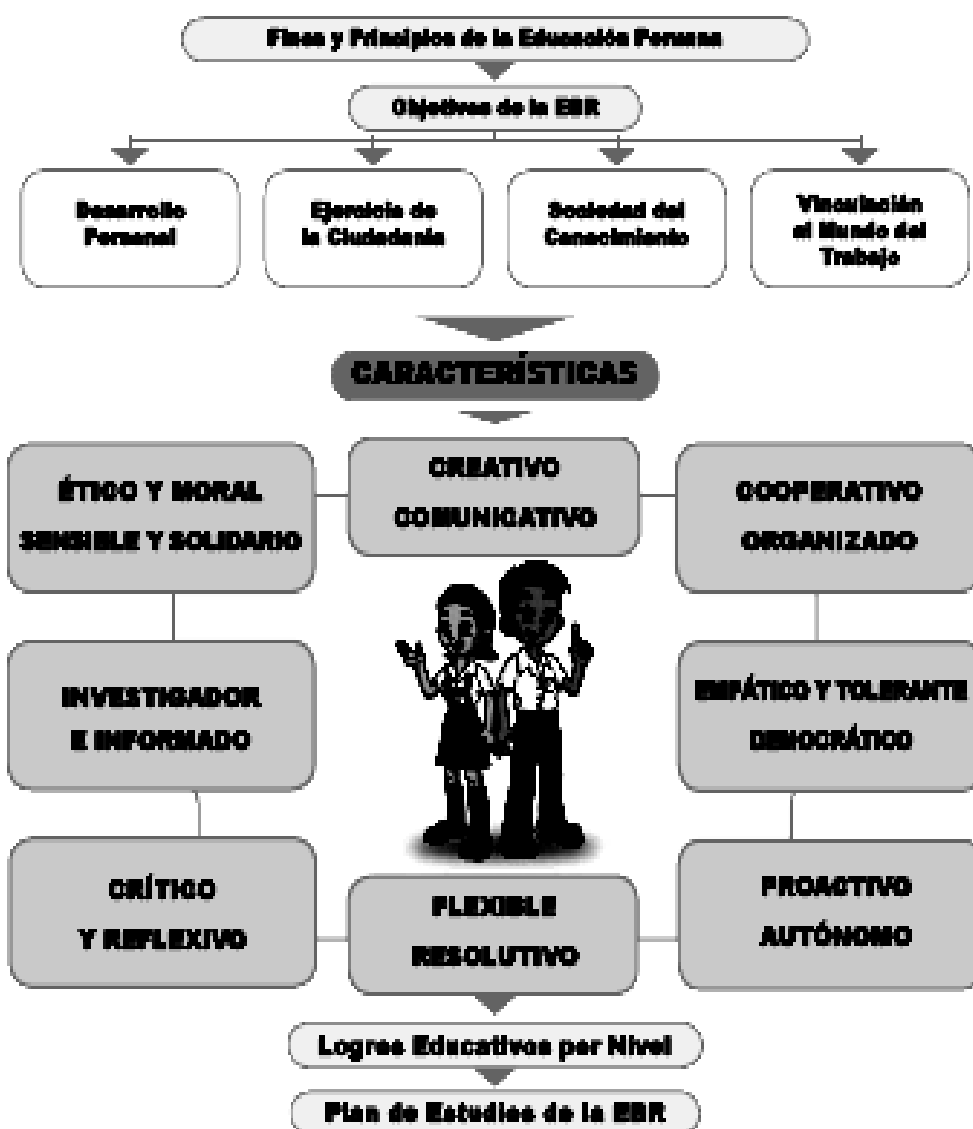 Fines y Principios de la Educación Peruana
Objetivos de la EBR
Desarrollo
Personal
Ejercicio de
la Ciudadanía
Sociedad del
Conocimiento
Vinculación
al Mundo del
Trabajo
CARACTERÍSTICAS
ÉTICO Y MORAL
SENSIBLE Y SOLIDARIO
CREATIVO
COMUNICATIVO
COOPERATIVO
ORGANIZADO
INVESTIGADOR
E INFORMADO
EMPÁTICO Y TOLERANTE
DEMOCRÁTICO
CRÍTICO
Y REFLEXIVO
FLEXIBLE
RESOLUTIVO
PROACTIVO
AUTÓNOMO
Logros Educativos por Nivel
Plan de Estudios de la EBR